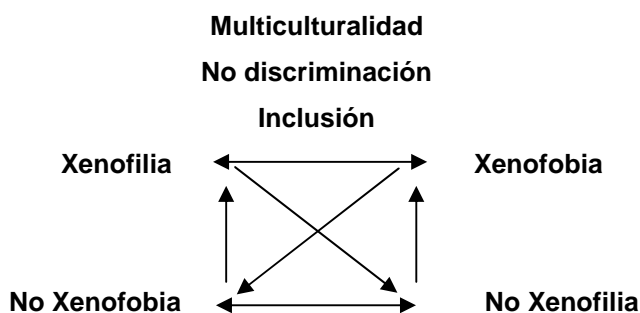 Multiculturalidad
No discriminación
Inclusión
Xenofilia Xenofobia
No Xenofobia No Xenofilia